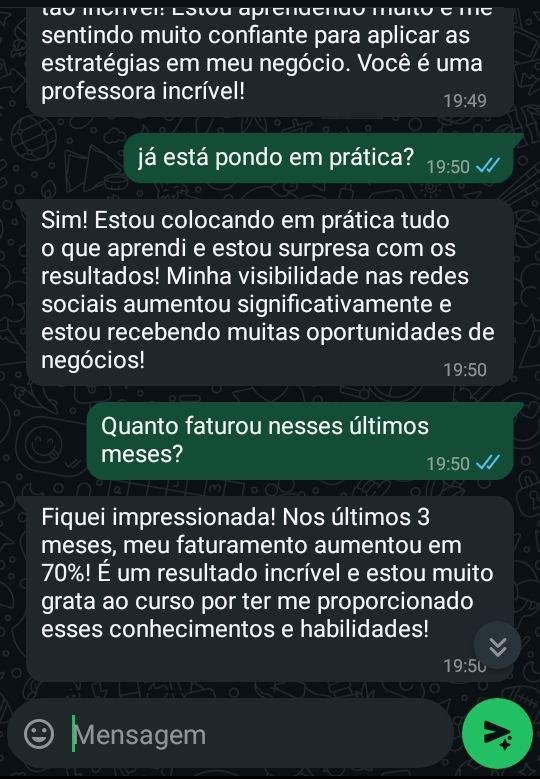 tão incrível! Estou aprendendo muito e me
sentindo muito confiante para aplicar as
estratégias em meu negócio. Você é uma
professora incrível!
19:49
já está pondo em prática?
19:50
Sim! Estou colocando em prática tudo
o que aprendi e estou surpresa com os
resultados! Minha visibilidade nas redes
sociais aumentou significativamente e
estou recebendo muitas oportunidades de
negócios!
19:50
Quanto faturou nesses últimos
meses?
19:50
Fiquei impressionada! Nos últimos 3
meses, meu faturamento aumentou em
70%! É um resultado incrível e estou muito
grata ao curso por ter me proporcionado
esses conhecimentos e habilidades!
19:50
Mensagem